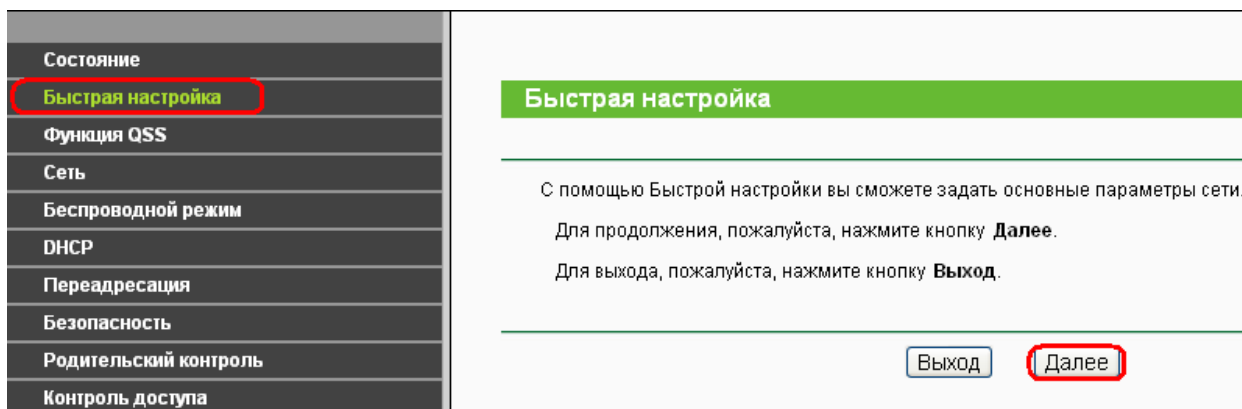 Состояние
Быстрая настройка
Функция QSS
Сеть
Беспроводной режим
DHCP
Переадресация
Безопасность
Родительский контроль
Контроль доступа
Быстрая настройка
С помощью Быстрой настройки вы сможете задать основные параметры сети.
Для продолжения, пожалуйста, нажмите кнопку Далее.
Для выхода, пожалуйста, нажмите кнопку Выход.
Выход Далее